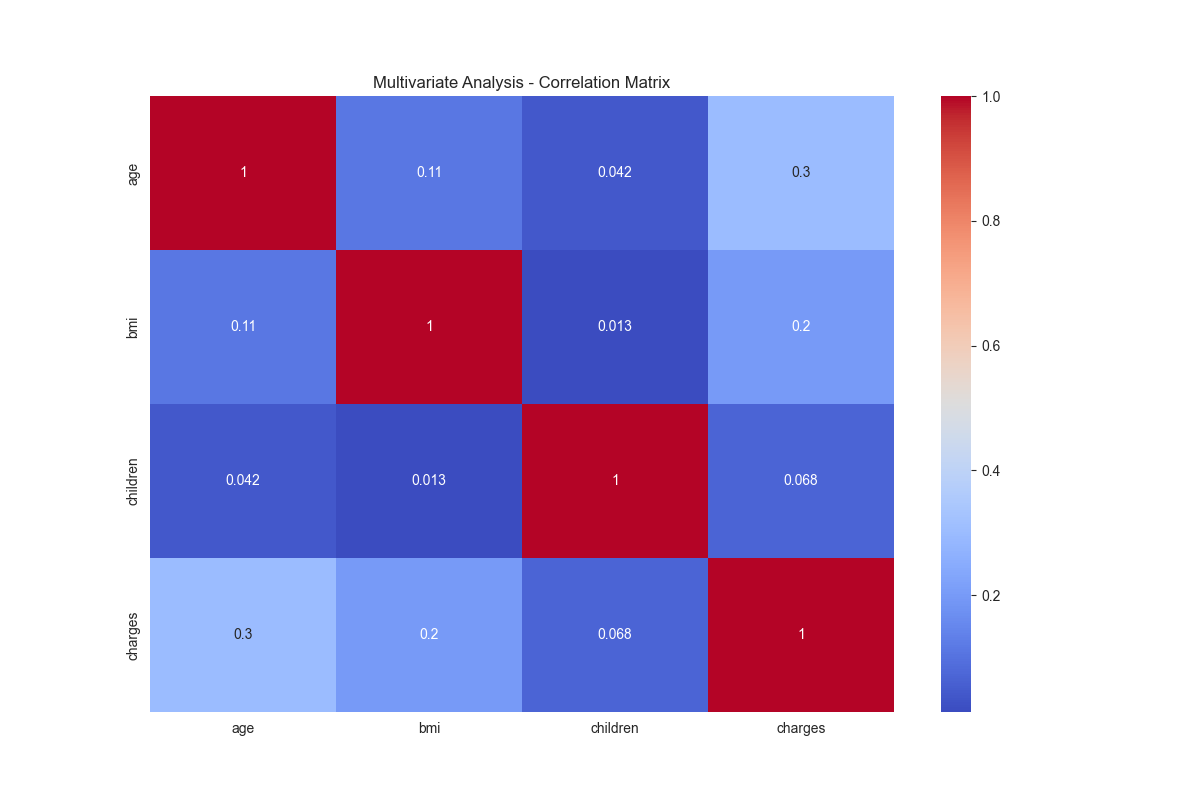 Multivariate Analysis - Correlation Matrix
age 1 0.11 0.042 0.3
bmi 0.11 1 0.013 0.2
children 0.042 0.013 1 0.068
charges 0.3 0.2 0.068 1
age bmi children charges
1.0
0.8
0.6
0.4
0.2